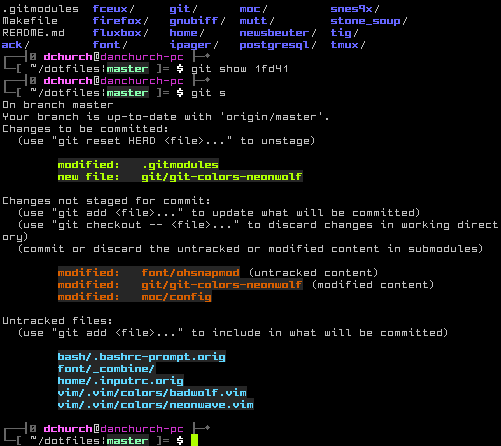 .gitmodules  fceux/    git/     moc/         snes9x/
Makefile     firefox/  gnubiff/ mutt/        stone_soup/
README.md    fluxbox/  home/    newsbeuter/  tig/
ack/         font/     ipager/  postgresql/  tmux/
┌──┤0 dchurch@danchurch-pc ├─*
└─[ ~/dotfiles¦master ]= $ git show 1fd41
┌──┤0 dchurch@danchurch-pc ├─*
└─[ ~/dotfiles¦master ]= $ git s
On branch master
Your branch is up-to-date with 'origin/master'.
Changes to be committed:
  (use "git reset HEAD <file>..." to unstage)
modified:   .gitmodules
new file:   git/git-colors-neonwolf
Changes not staged for commit:
  (use "git add <file>..." to update what will be committed)
  (use "git checkout -- <file>..." to discard changes in working direct
ory)
  (commit or discard the untracked or modified content in submodules)
modified:   font/ohsnapmod (untracked content)
modified:   git/git-colors-neonwolf (modified content)
modified:   moc/config
Untracked files:
  (use "git add <file>..." to include in what will be committed)
bash/.bashrc-prompt.orig
font/_combine/
home/.inputrc.orig
vim/.vim/colors/badwolf.vim
vim/.vim/colors/neonwave.vim
┌──┤0 dchurch@danchurch-pc ├─*
└─[ ~/dotfiles¦master ]= $